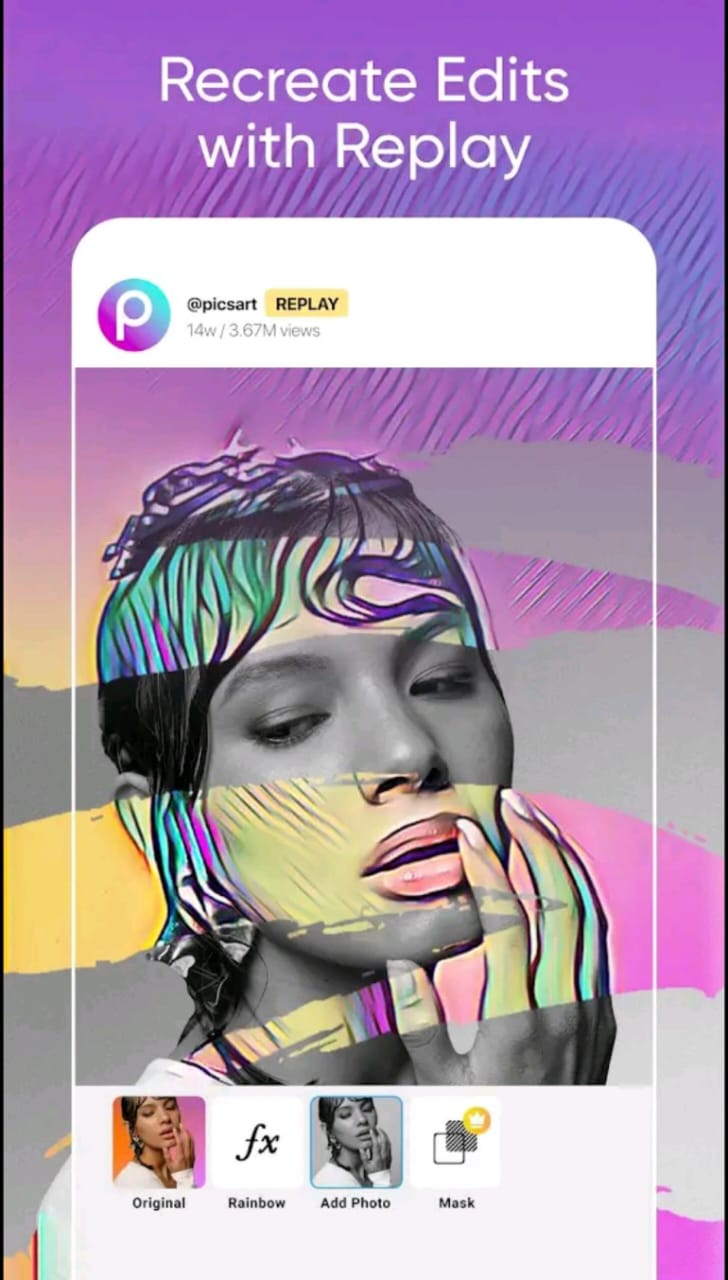 Recreate Edits
with Replay
@picsart REPLAY
14w / 3.67M views
fx
Original Rainbow Add Photo Mask